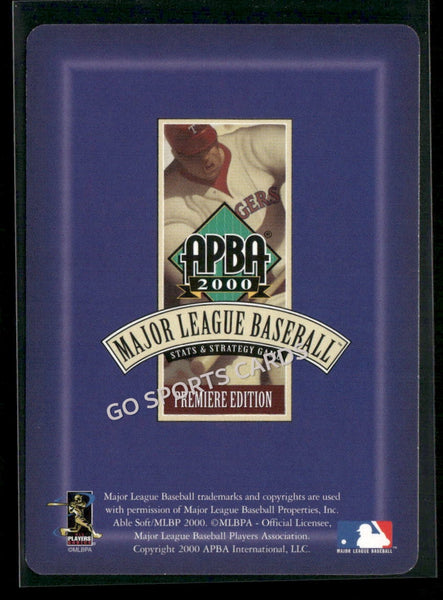 T
GERS
APBA®
2000
MAJOR LEAGUE BASEBALL™
STATS & STRATEGY GAME
GO SPORTS CARDS
PREMIERE EDITION
Major League Baseball trademarks and copyrights are used
with permission of Major League Baseball Properties, Inc.
Able Soft/MLBP 2000. ©MLBPA - Official Licensee,
Major League Baseball Players Association.
Copyright 2000 APBA International, LLC.
PLAYERS
CHOICE
©MLBPA
MAJOR LEAGUE BASEBALL